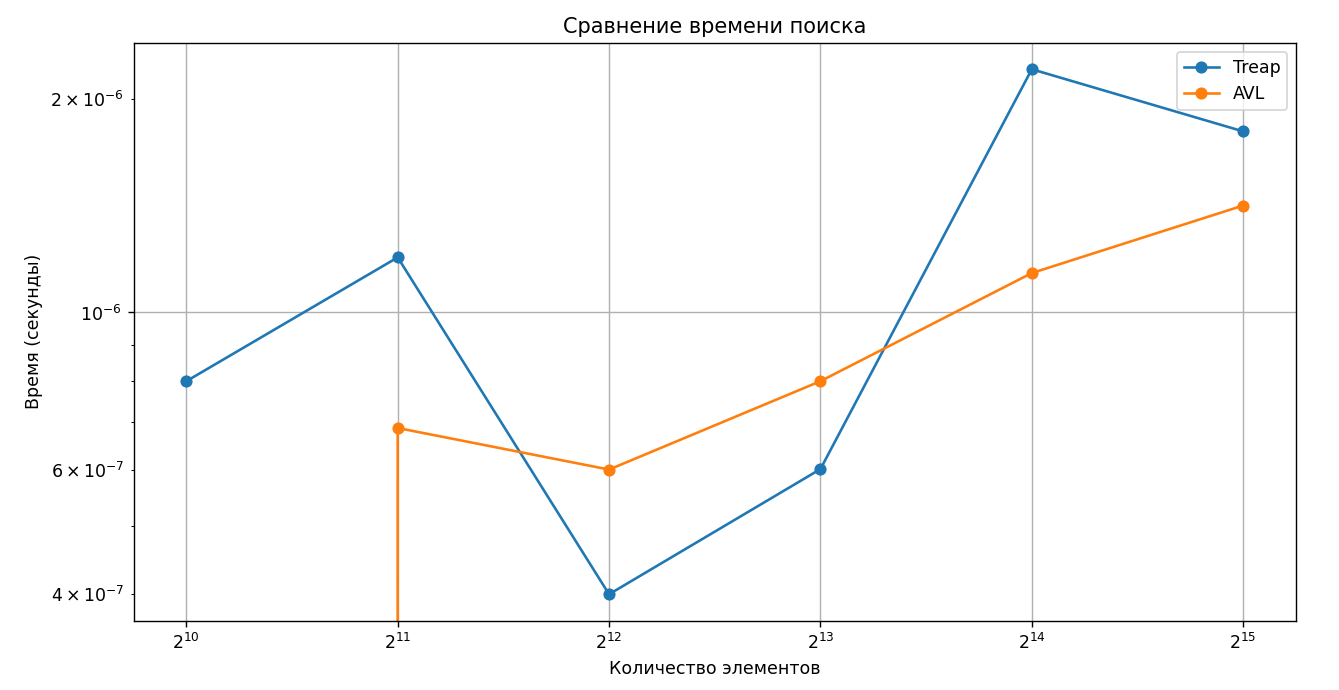 Сравнение времени поиска
Treap
AVL
Время (секунды)
2 × 10⁻⁶
10⁻⁶
6 × 10⁻⁷
4 × 10⁻⁷
2¹⁰ 2¹¹ 2¹² 2¹³ 2¹⁴ 2¹⁵
Количество элементов